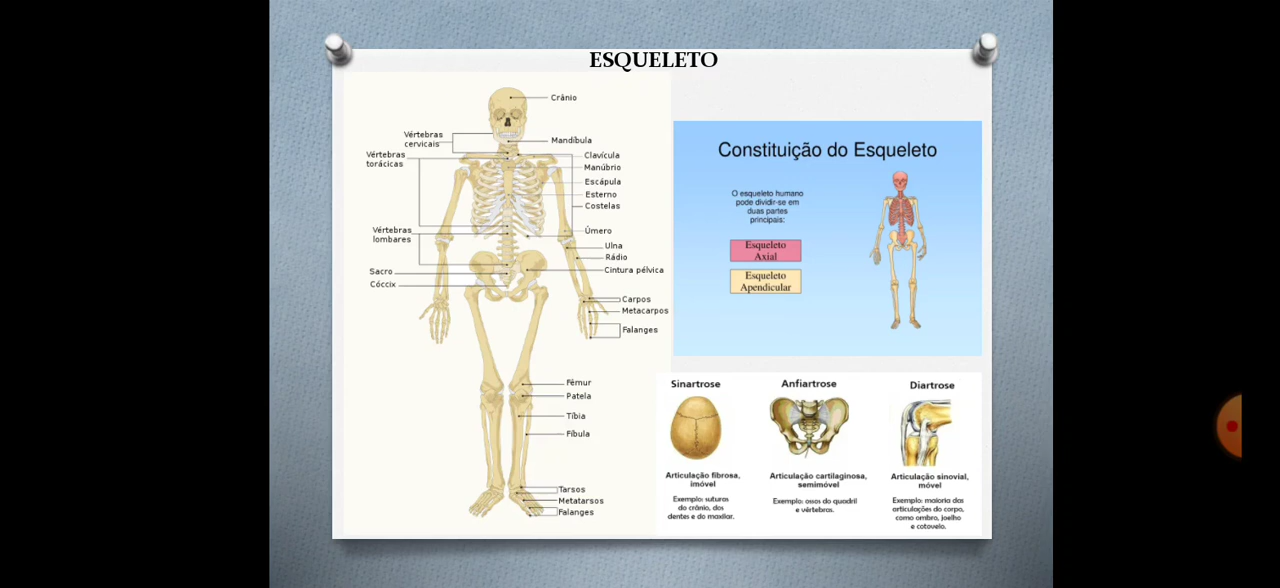 ESQUELETO
Crânio
Vértebras
cervicais
Mandíbula
Vértebras
torácicas
Clavícula
Manúbrio
Escápula
Esterno
Costelas
Vértebras
lombares
Úmero
Ulna
Rádio
Sacro
Cintura pélvica
Cóccix
Carpos
Metacarpos
Falanges
Fêmur
Patela
Tíbia
Fíbula
Tarsos
Metatarsos
Falanges
Constituição do Esqueleto
O esqueleto humano
pode dividir-se em
duas partes
principais:
Esqueleto
Axial
Esqueleto
Apendicular
Sinartrose
Articulação fibrosa,
imóvel
Exemplo: suturas
do crânio, dos
dentes e do maxilar.
Anfiartrose
Articulação cartilaginosa,
semimóvel
Exemplo: ossos do quadril
e vértebras.
Diartrose
Articulação sinovial,
móvel
Exemplo: maioria das
articulações do corpo,
como ombro, joelho
e cotovelo.